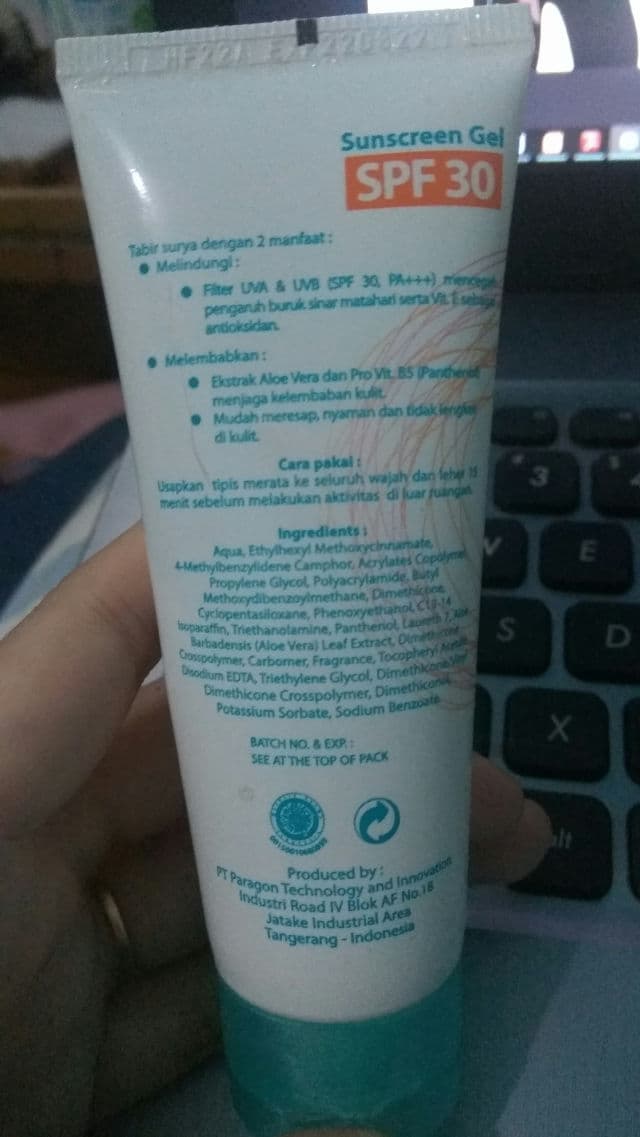 Sunscreen Gel
SPF 30
Tabir surya dengan 2 manfaat :
Melindungi :
Filter UVA & UVB (SPF 30, PA+++)
pengaruh buruk sinar matahari serta Vit. E
antioksidan.
Melembabkan :
Ekstrak Aloe Vera dan Pro Vit. B5
menjaga kelembaban kulit.
Mudah meresap, nyaman dan tidak lengket
di kulit.
Cara pakai :
Usapkan tipis merata ke seluruh wajah dan leher 15
menit sebelum melakukan aktivitas di luar ruangan.
Ingredients :
Aqua, Ethylhexyl Methoxycinnamate,
4-Methylbenzylidene Camphor, Acrylates
Propylene Glycol, Polyacrylamide, Butyl
Methoxydibenzoylmethane, Dimethicone,
Cyclopentasiloxane, Phenoxyethanol, C13-14
Isoparaffin, Triethanolamine, Panthenol, Laureth 7,
Barbadensis (Aloe Vera) Leaf Extract, Dimethicone
Crosspolymer, Carbomer, Fragrance, Tocopheryl
Disodium EDTA, Triethylene Glycol,
Dimethicone Crosspolymer,
Potassium Sorbate, Sodium Benzoate
BATCH NO. & EXP. :
SEE AT THE TOP OF PACK
Produced by :
PT Paragon Technology and Innovation
Industri Road IV Blok AF No.18
Jatake Industrial Area
Tangerang - Indonesia
3
E
S
D
X